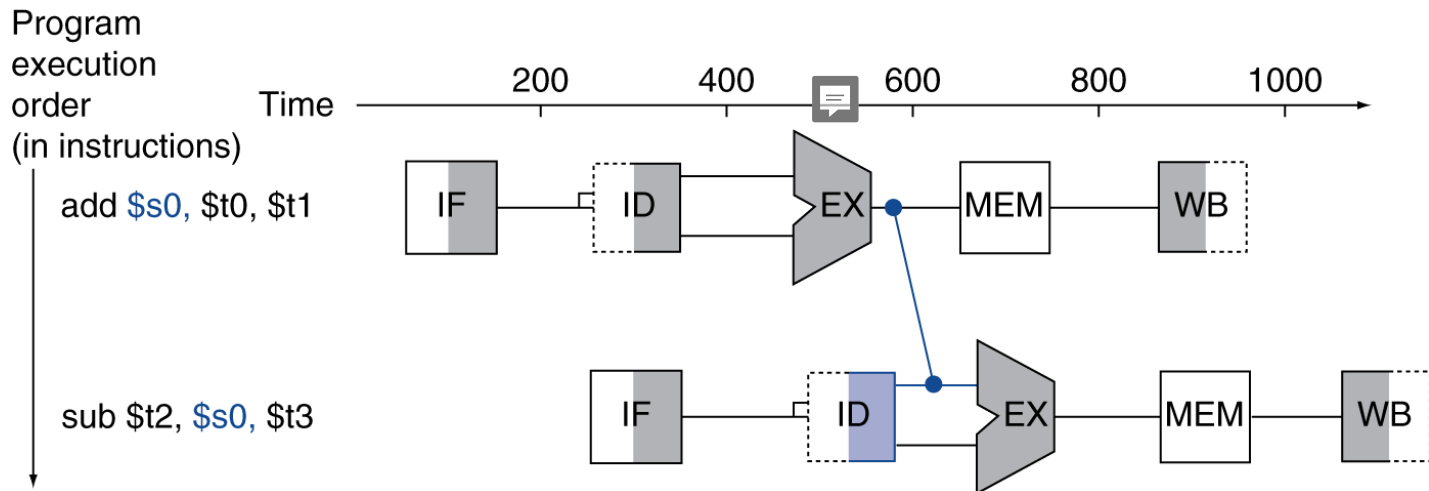 Program
execution
order
(in instructions)
Time
200 400 600 800 1000
add $s0, $t0, $t1
IF ID EX MEM WB
sub $t2, $s0, $t3
IF ID EX MEM WB